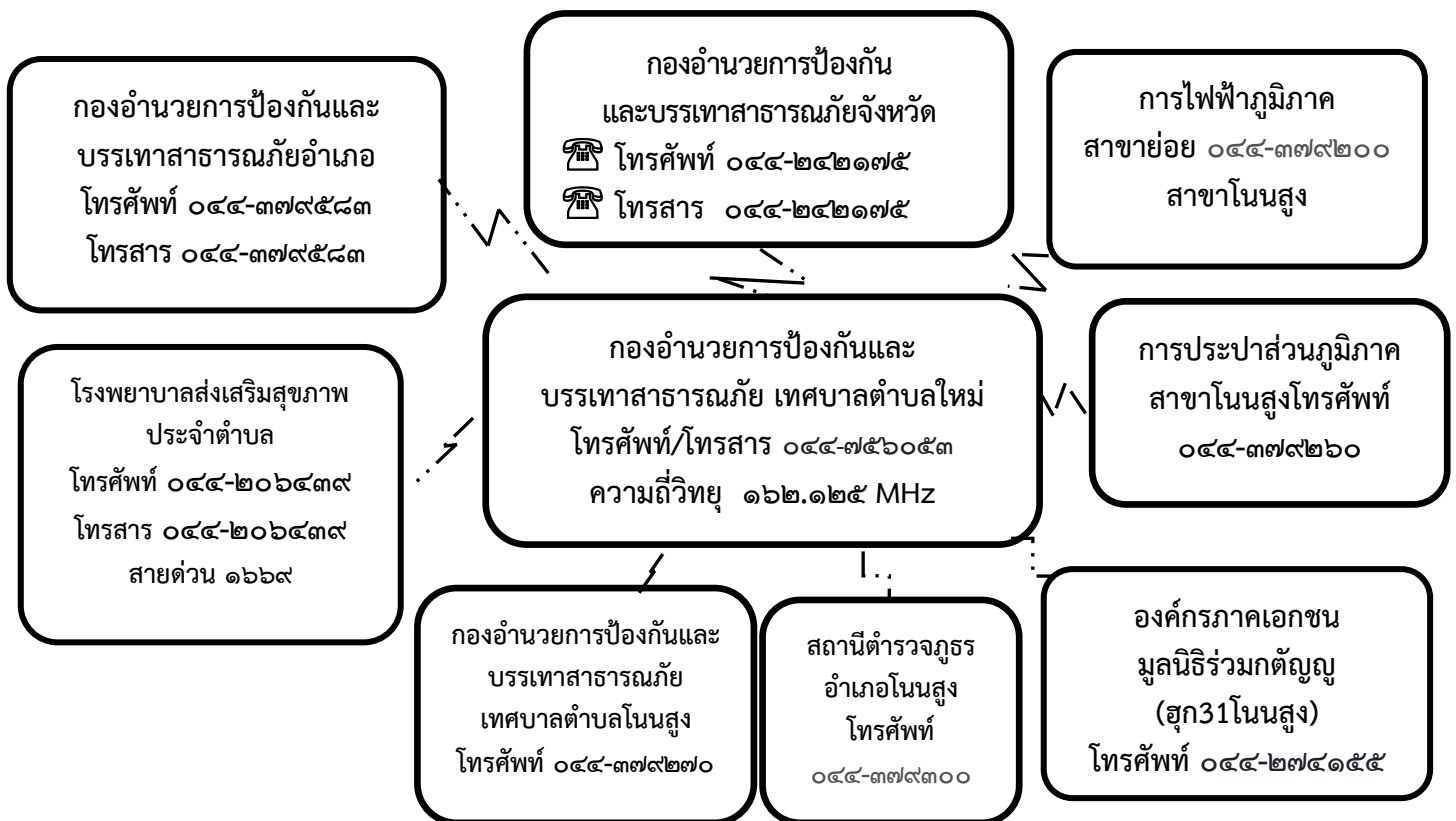 กองอำนวยการป้องกันและ
บรรเทาสาธารณภัยอำเภอ
โทรศัพท์ ๐๔๔-๓๗๙๕๘๓
โทรสาร ๐๔๔-๓๗๙๕๘๓
กองอำนวยการป้องกัน
และบรรเทาสาธารณภัยจังหวัด
☎ โทรศัพท์ ๐๔๔-๒๔๒๑๗๕
☎ โทรสาร ๐๔๔-๒๔๒๑๗๕
การไฟฟ้าภูมิภาค
สาขาย่อย ๐๔๔-๓๗๙๒๐๐
สาขาโนนสูง
โรงพยาบาลส่งเสริมสุขภาพ
ประจำตำบล
โทรศัพท์ ๐๔๔-๒๐๖๔๓๙
โทรสาร ๐๔๔-๒๐๖๔๓๙
สายด่วน ๑๖๖๙
กองอำนวยการป้องกันและ
บรรเทาสาธารณภัย เทศบาลตำบลใหม่
โทรศัพท์/โทรสาร ๐๔๔-๗๕๖๐๕๓
ความถี่วิทยุ ๑๖๒.๑๒๕ MHz
การประปาส่วนภูมิภาค
สาขาโนนสูงโทรศัพท์
๐๔๔-๓๗๙๒๖๐
กองอำนวยการป้องกันและ
บรรเทาสาธารณภัย
เทศบาลตำบลโนนสูง
โทรศัพท์ ๐๔๔-๓๗๙๒๗๐
สถานีตำรวจภูธร
อำเภอโนนสูง
โทรศัพท์
๐๔๔-๓๗๙๓๐๐
องค์กรภาคเอกชน
มูลนิธิร่วมกตัญญู
(ฮุก31โนนสูง)
โทรศัพท์ ๐๔๔-๒๗๔๑๕๕